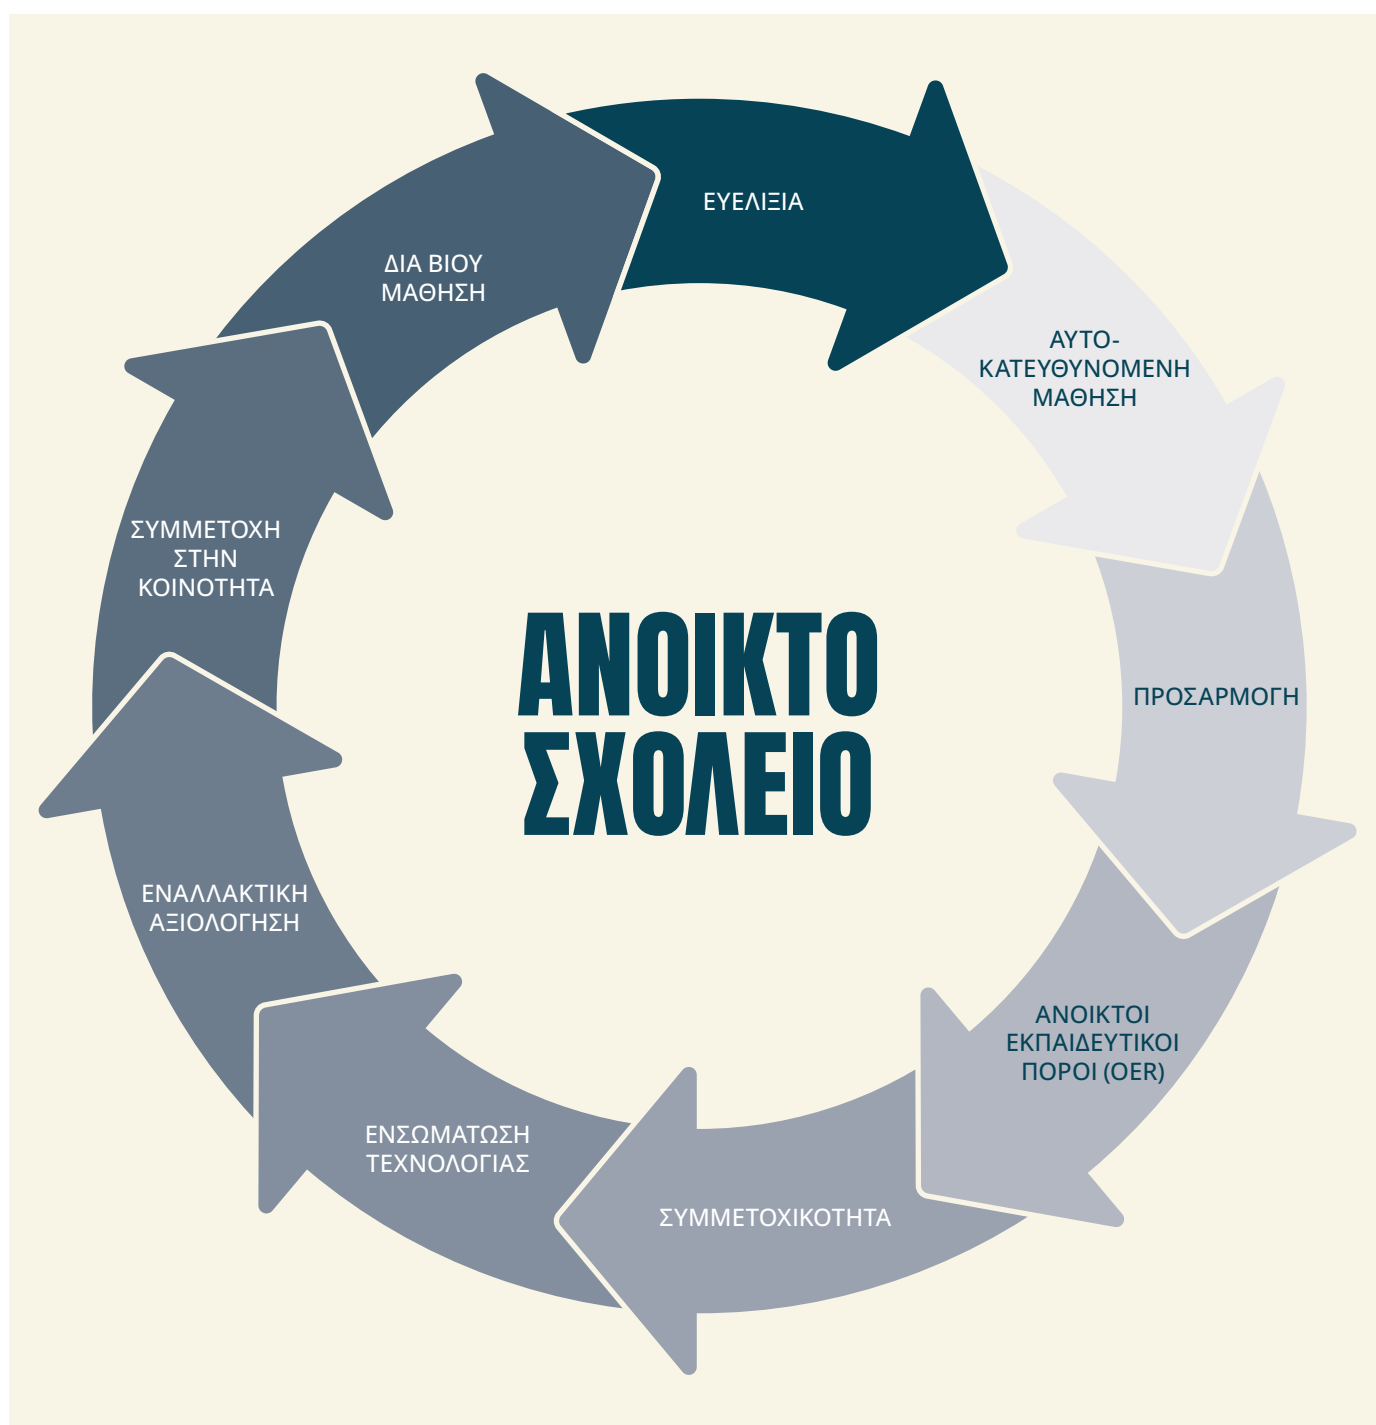 ΕΥΕΛΙΞΙΑ
ΑΥΤΟ-
ΚΑΤΕΥΘΥΝΟΜΕΝΗ
ΜΑΘΗΣΗ
ΠΡΟΣΑΡΜΟΓΗ
ΑΝΟΙΚΤΟΙ
ΕΚΠΑΙΔΕΥΤΙΚΟΙ
ΠΟΡΟΙ (OER)
ΣΥΜΜΕΤΟΧΙΚΟΤΗΤΑ
ΕΝΣΩΜΑΤΩΣΗ
ΤΕΧΝΟΛΟΓΙΑΣ
ΕΝΑΛΛΑΚΤΙΚΗ
ΑΞΙΟΛΟΓΗΣΗ
ΣΥΜΜΕΤΟΧΗ
ΣΤΗΝ
ΚΟΙΝΟΤΗΤΑ
ΔΙΑ ΒΙΟΥ
ΜΑΘΗΣΗ
ΑΝΟΙΚΤΟ
ΣΧΟΛΕΙΟ